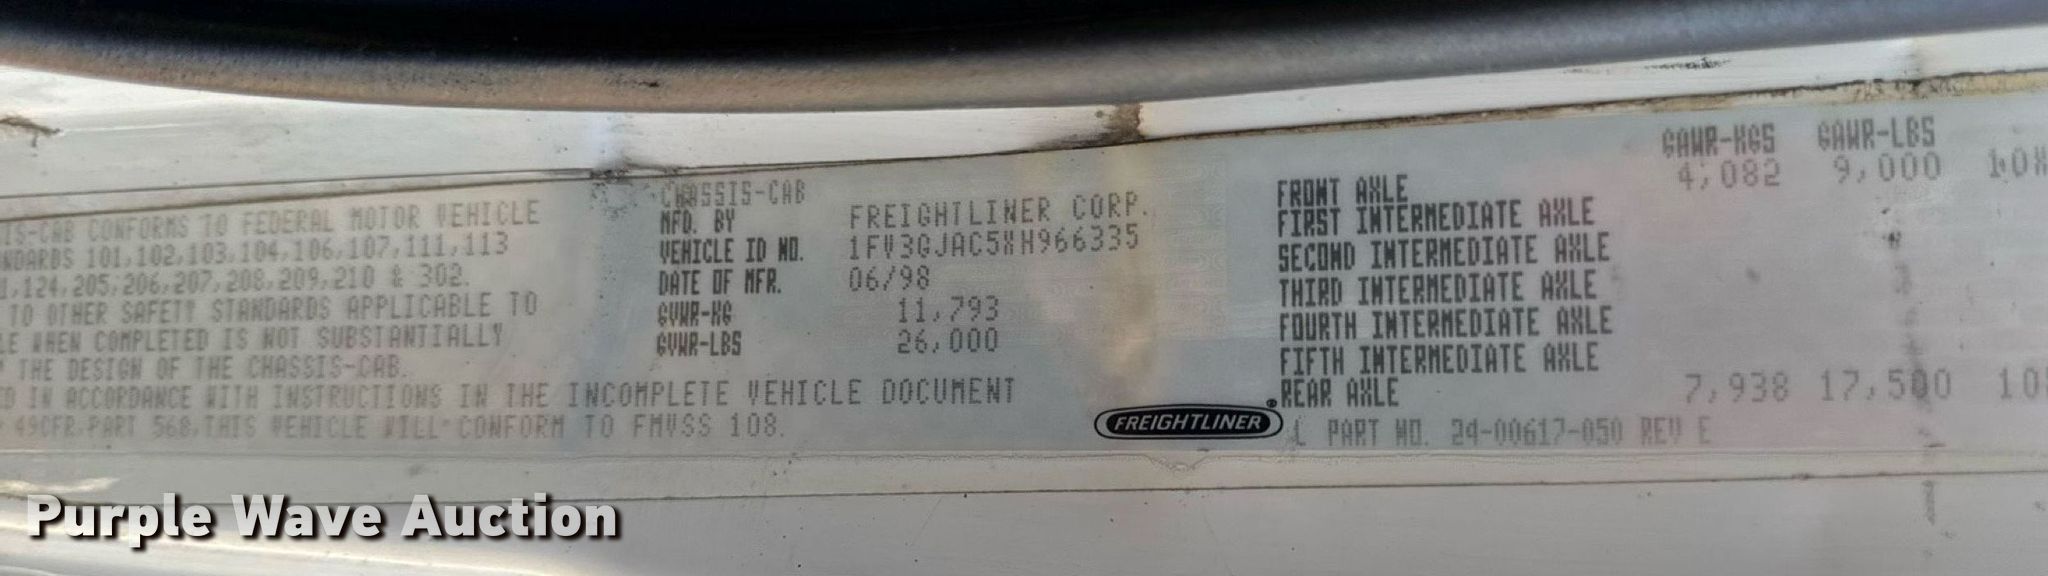 IS-CAB CONFORMS TO FEDERAL MOTOR VEHICLE
NDARDS 101,102,103,104,106,107,111,113
1,124,205,206,207,208,209,210 & 302.
TO OTHER SAFETY STANDARDS APPLICABLE TO
LE WHEN COMPLETED IS NOT SUBSTANTIALLY
THE DESIGN OF THE CHASSIS-CAB.
D IN ACCORDANCE WITH INSTRUCTIONS IN THE INCOMPLETE VEHICLE DOCUMENT
49CFR,PART 568,THIS VEHICLE WILL CONFORM TO FMVSS 108.
CHASSIS-CAB
MFD. BY FREIGHTLINER CORP.
VEHICLE ID NO. 1FV3GJAC5XH966335
DATE OF MFR. 06/98
GVWR-KG 11,793
GVWR-LBS 26,000
FREIGHTLINER®
GAWR-KGS GAWR-LBS
FRONT AXLE 4,082 9,000 10X
FIRST INTERMEDIATE AXLE
SECOND INTERMEDIATE AXLE
THIRD INTERMEDIATE AXLE
FOURTH INTERMEDIATE AXLE
FIFTH INTERMEDIATE AXLE
REAR AXLE 7,938 17,500 10
L PART NO. 24-00617-050 REV E
Purple Wave Auction